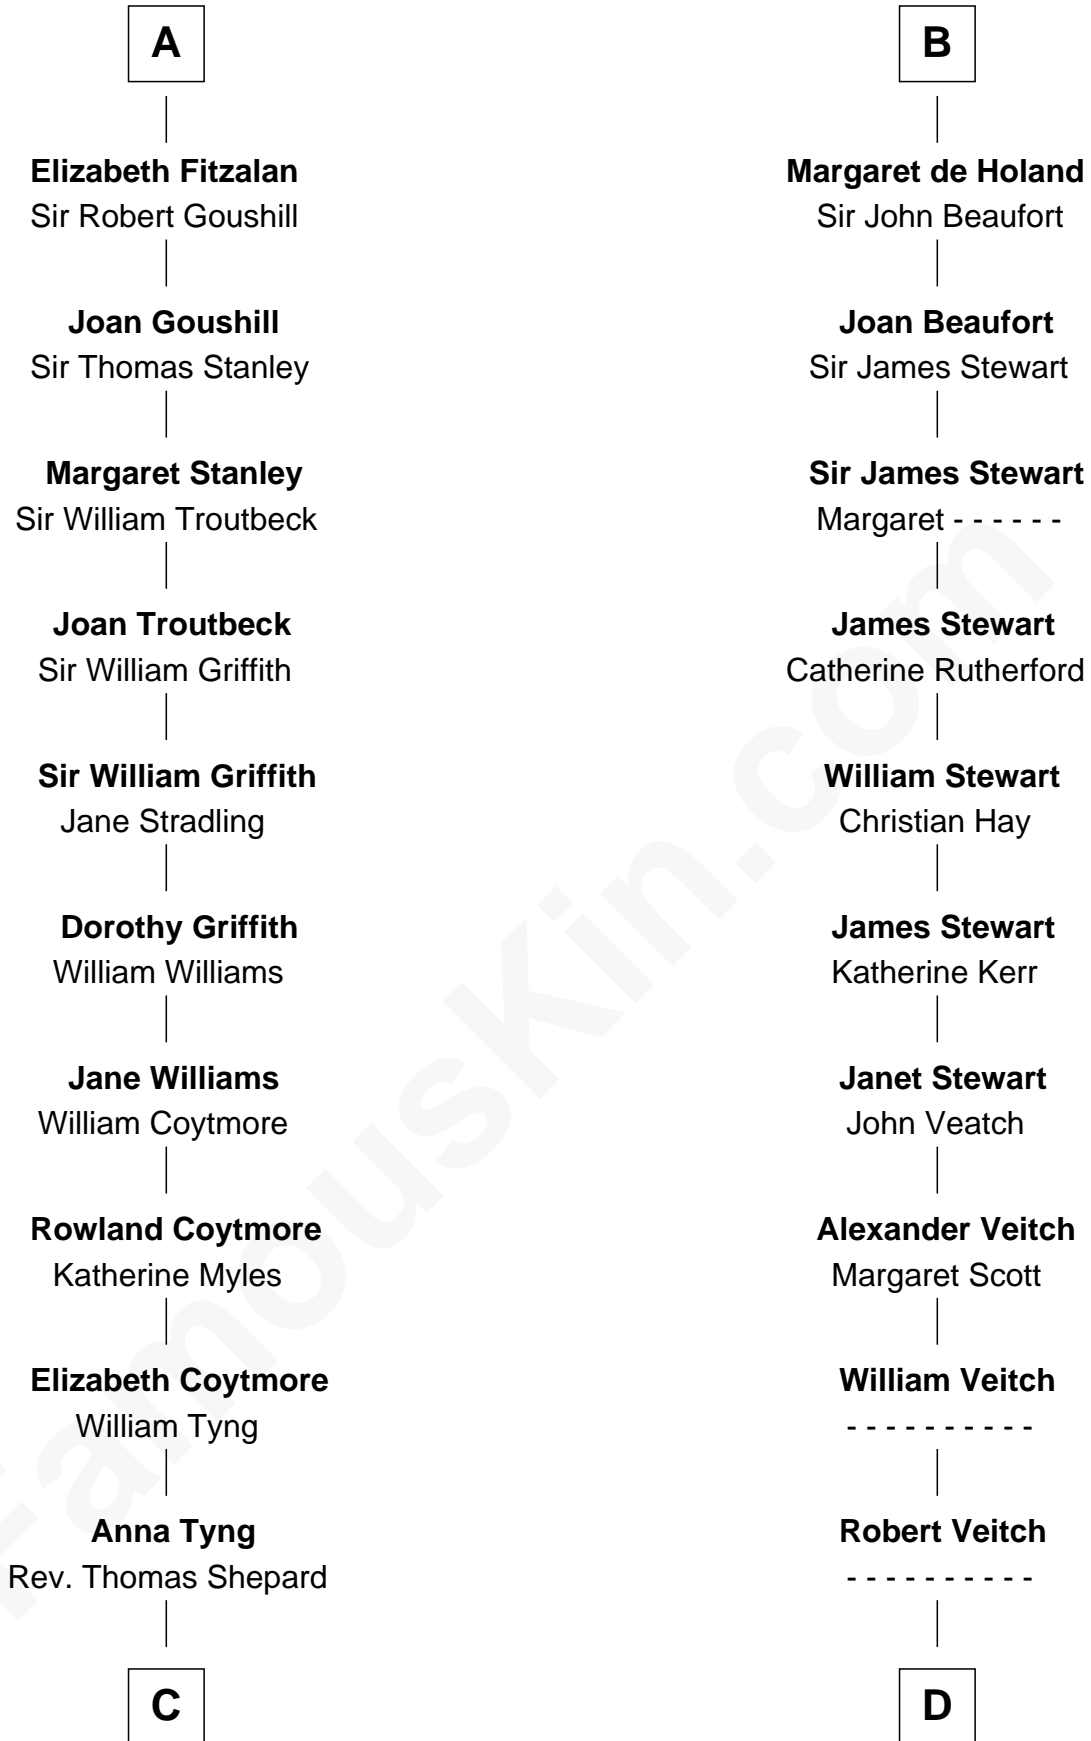 A
Elizabeth Fitzalan
Sir Robert Goushill
Joan Goushill
Sir Thomas Stanley
Margaret Stanley
Sir William Troutbeck
Joan Troutbeck
Sir William Griffith
Sir William Griffith
Jane Stradling
Dorothy Griffith
William Williams
Jane Williams
William Coytmore
Rowland Coytmore
Katherine Myles
Elizabeth Coytmore
William Tyng
Anna Tyng
Rev. Thomas Shepard
C
B
Margaret de Holand
Sir John Beaufort
Joan Beaufort
Sir James Stewart
Sir James Stewart
Margaret - - - - - -
James Stewart
Catherine Rutherford
William Stewart
Christian Hay
James Stewart
Katherine Kerr
Janet Stewart
John Veatch
Alexander Veitch
Margaret Scott
William Veitch
- - - - - - - - - -
Robert Veitch
- - - - - - - - - -
D
FamousKin.com